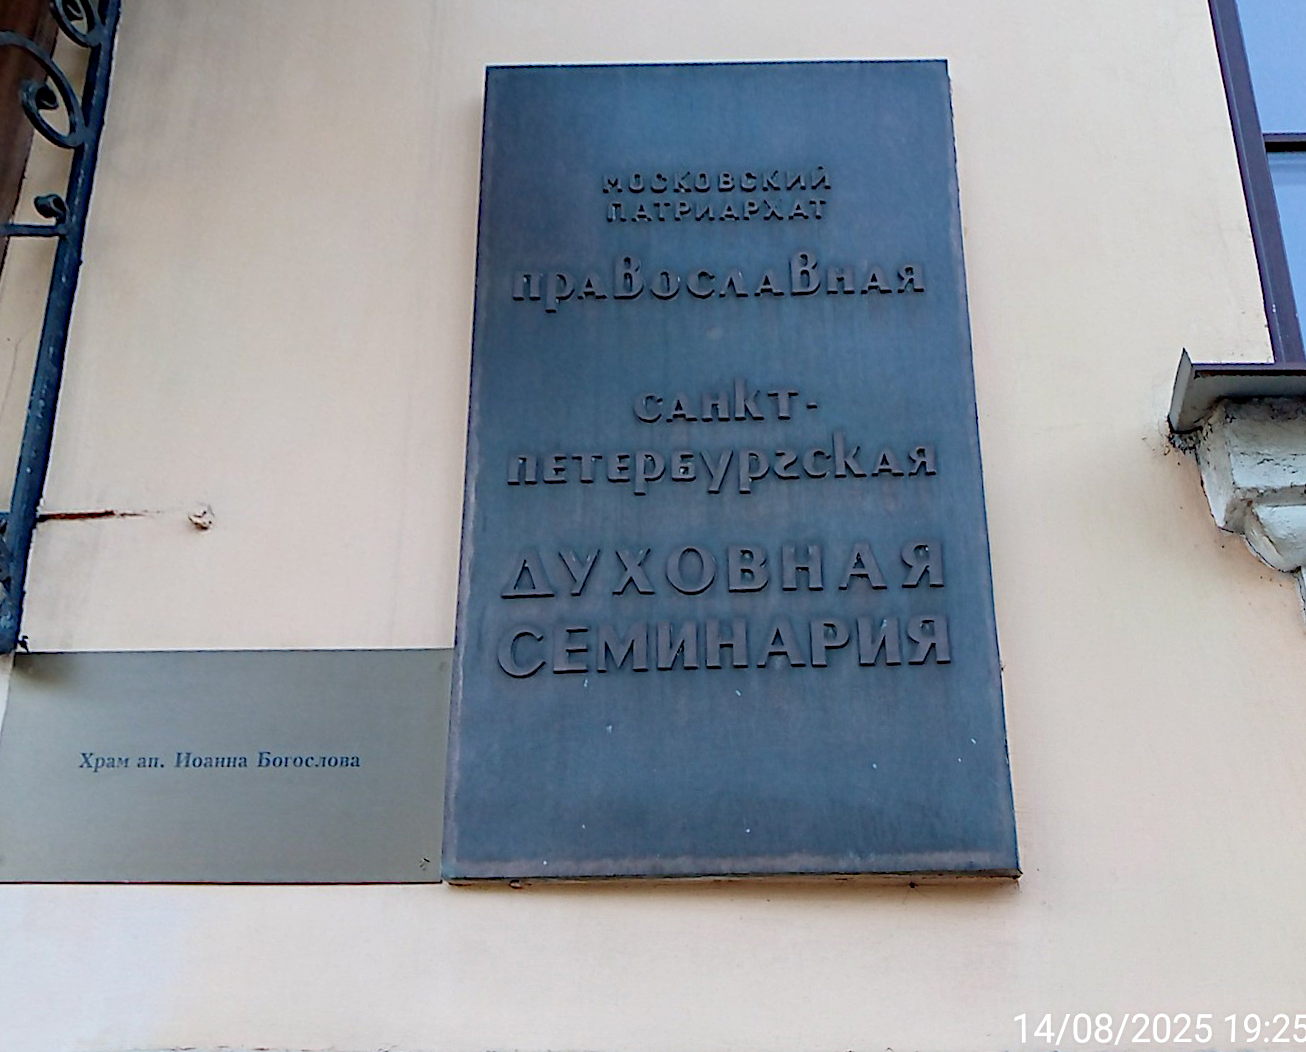 МОСКОВСКИЙ
ПАТРИАРХАТ
ПРАВОСЛАВНАЯ
САНКТ-
ПЕТЕРБУРГСКАЯ
ДУХОВНАЯ
СЕМИНАРИЯ
Храм ап. Иоанна Богослова
14/08/2025 19:25